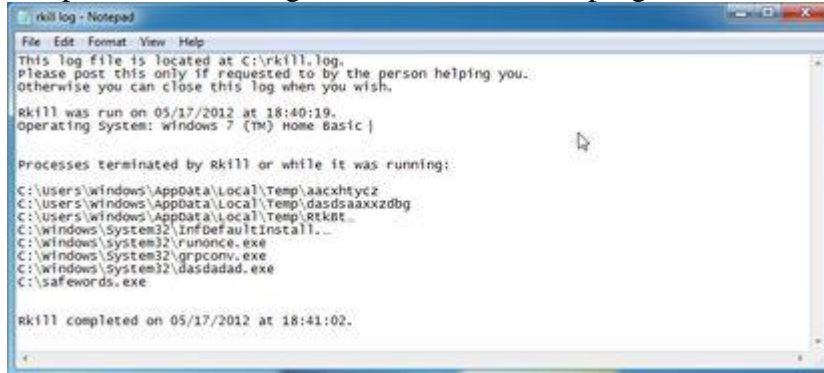 rkill log - Notepad
File Edit Format View Help
This log file is located at C:\rkill.log.
Please post this only if requested to by the person helping you.
Otherwise you can close this log when you wish.
Rkill was run on 05/17/2012 at 18:40:19.
Operating System: Windows 7 (TM) Home Basic
Processes terminated by Rkill or while it was running:
C:\Users\Windows\AppData\Local\Temp\aacxhtycz
C:\Users\Windows\AppData\Local\Temp\dasdsaaxxzdbg
C:\Users\Windows\AppData\Local\Temp\RtkBt_
C:\Windows\System32\InfDefaultInstall._
C:\Windows\system32\runonce.exe
C:\Windows\System32\grpconv.exe
C:\Windows\System32\dasdadad.exe
C:\safewords.exe
Rkill completed on 05/17/2012 at 18:41:02.